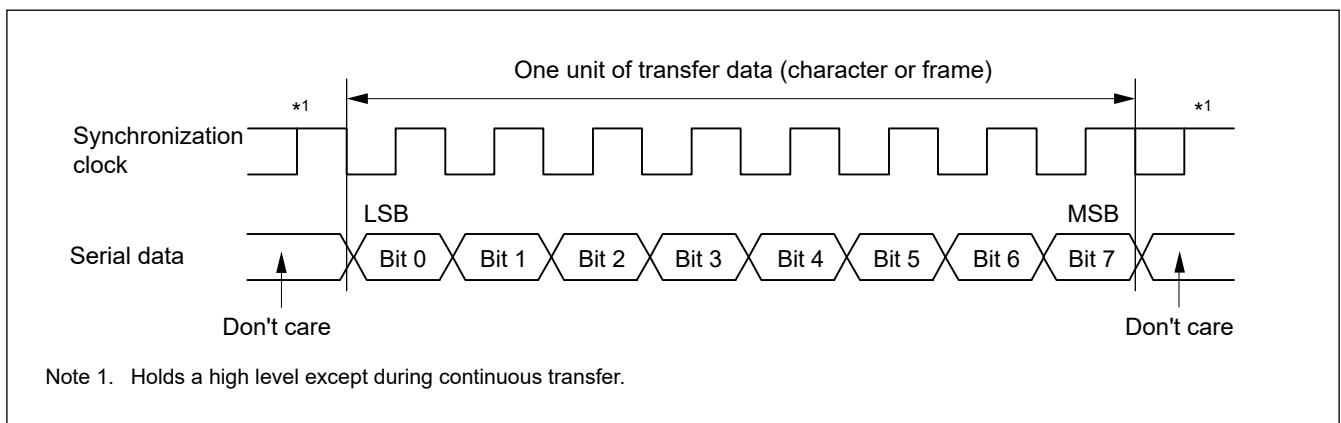 One unit of transfer data (character or frame)
*1 *1
Synchronization
clock
LSB MSB
Serial data Bit 0 Bit 1 Bit 2 Bit 3 Bit 4 Bit 5 Bit 6 Bit 7
Don't care Don't care
Note 1. Holds a high level except during continuous transfer.